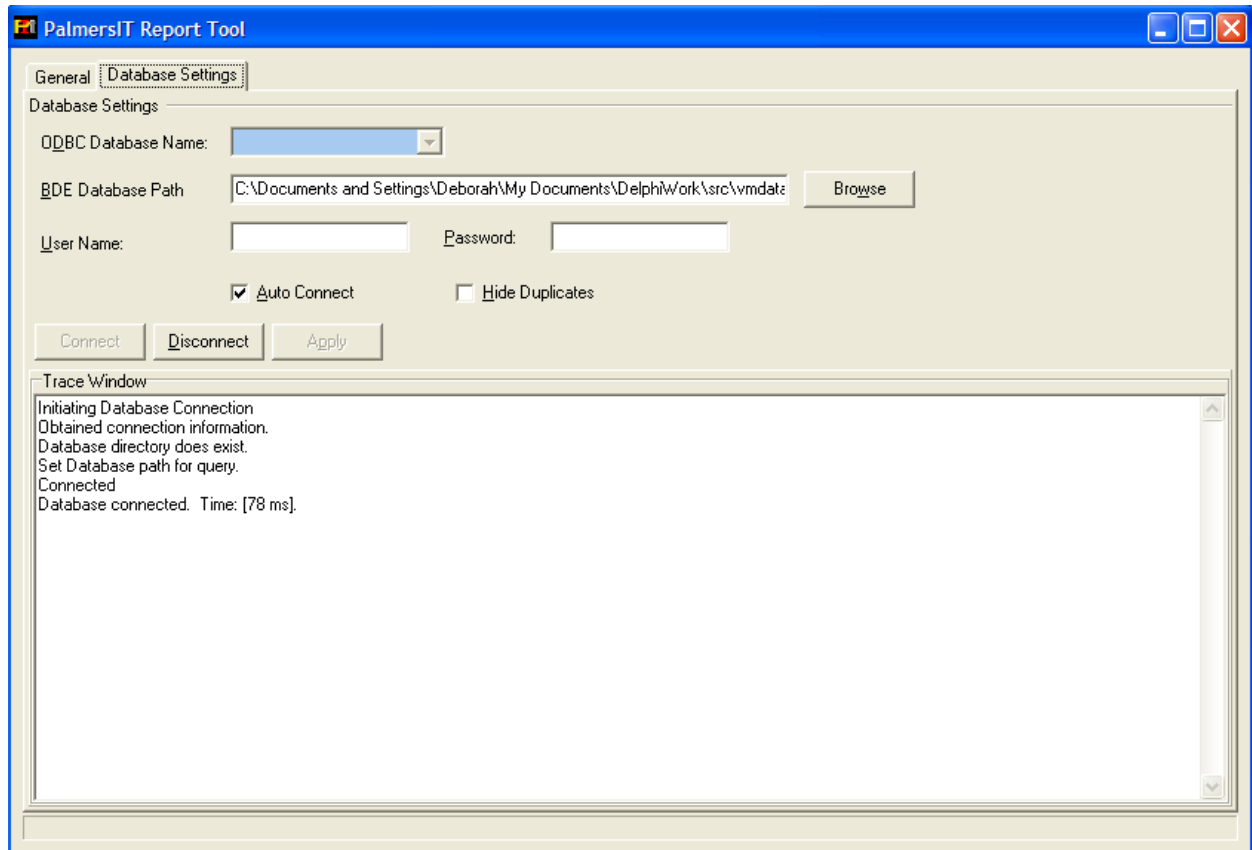 PalmersIT Report Tool
General Database Settings
Database Settings
ODBC Database Name:
BDE Database Path C:\Documents and Settings\Deborah\My Documents\DelphiWork\src\vmdata Browse
User Name: Password:
Auto Connect Hide Duplicates
Connect Disconnect Apply
Trace Window
Initiating Database Connection
Obtained connection information.
Database directory does exist.
Set Database path for query.
Connected
Database connected.  Time: [78 ms].